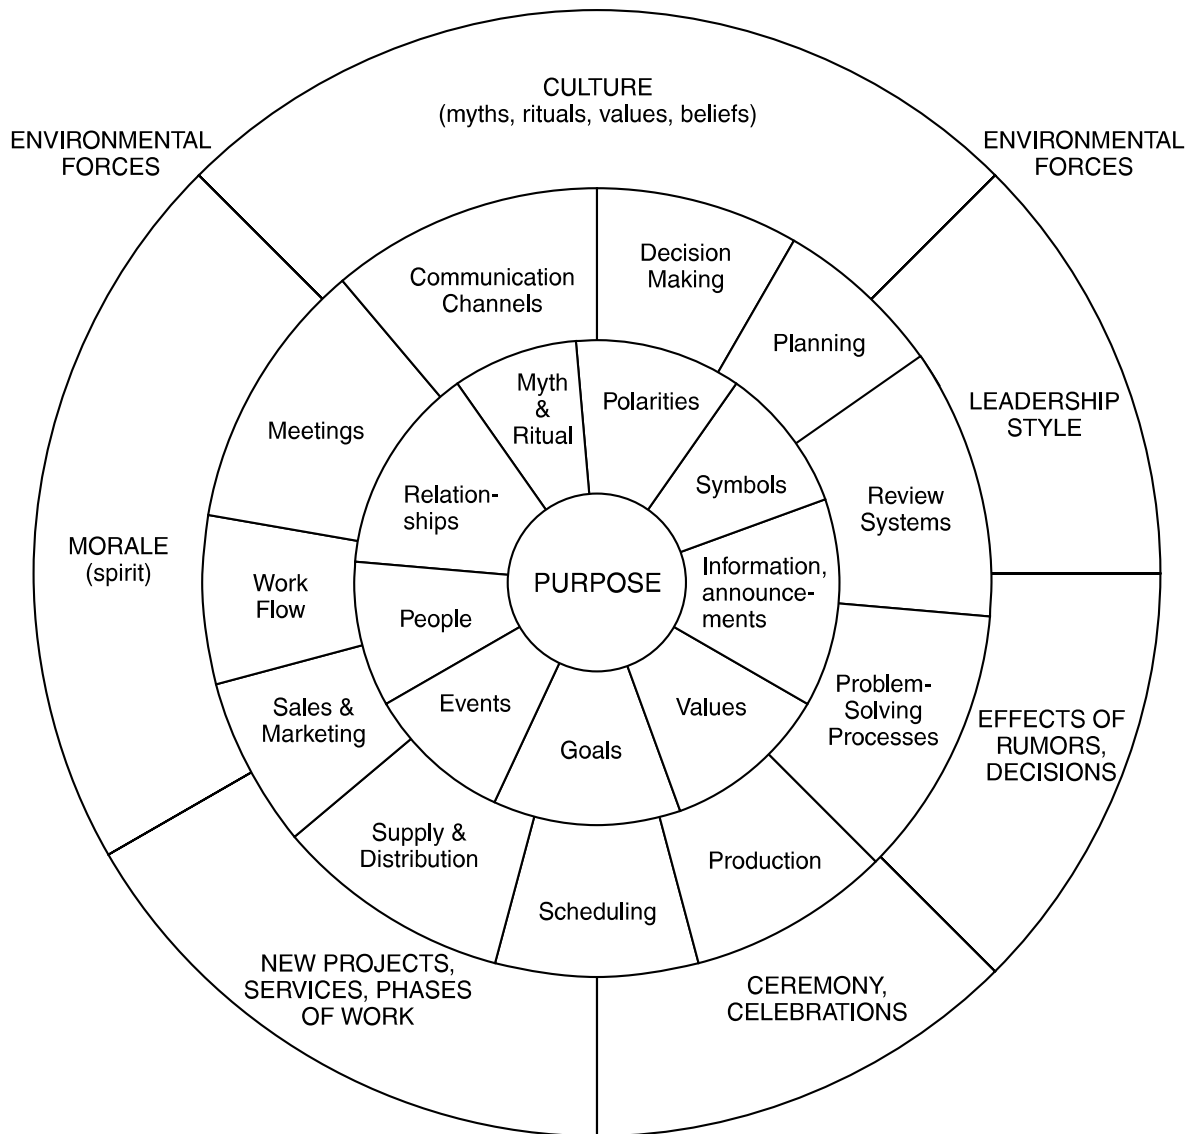 CULTURE
(myths, rituals, values, beliefs)
ENVIRONMENTAL
FORCES
ENVIRONMENTAL
FORCES
Communication
Channels
Decision
Making
Planning
Meetings
Myth
&
Ritual
Polarities
LEADERSHIP
STYLE
Relation-
ships
Symbols
Review
Systems
MORALE
(spirit)
Work
Flow
People
PURPOSE
Information,
announce-
ments
Sales &
Marketing
Events
Goals
Values
Problem-
Solving
Processes
EFFECTS OF
RUMORS,
DECISIONS
Supply &
Distribution
Scheduling
Production
NEW PROJECTS,
SERVICES, PHASES
OF WORK
CEREMONY,
CELEBRATIONS